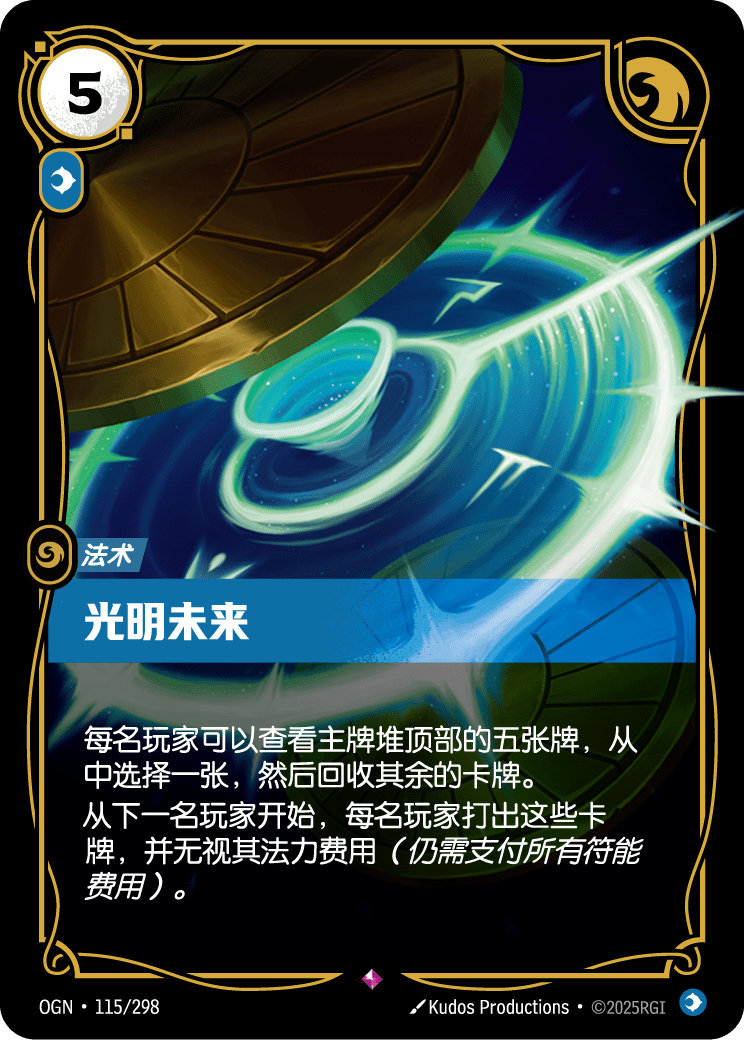 5
法术
光明未来
每名玩家可以查看主牌堆顶部的五张牌，从
中选择一张，然后回收其余的卡牌。
从下一名玩家开始，每名玩家打出这些卡
牌，并无视其法力费用（仍需支付所有符能
费用）。
OGN • 115/298
Kudos Productions • ©2025RGI